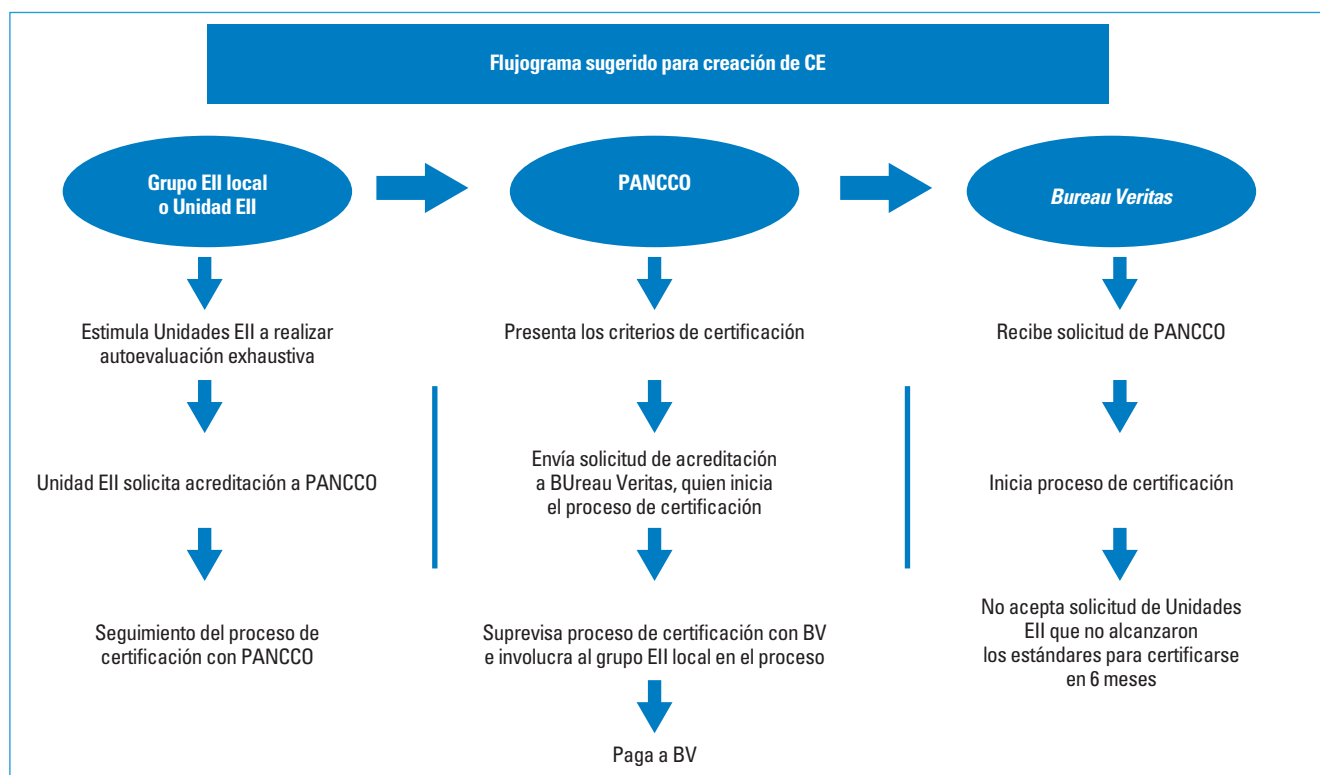 Flujograma sugerido para creación de CE
Grupo EII local
o Unidad EII
PANCCO
Bureau Veritas
Estimula Unidades EII a realizar
autoevaluación exhaustiva
Presenta los criterios de certificación
Recibe solicitud de PANCCO
Unidad EII solicita acreditación a PANCCO
Envía solicitud de acreditación
a BUreau Veritas, quien inicia
el proceso de certificación
Inicia proceso de certificación
Seguimiento del proceso de
certificación con PANCCO
Suprevisa proceso de certificación con BV
e involucra al grupo EII local en el proceso
No acepta solicitud de Unidades
EII que no alcanzaron
los estándares para certificarse
en 6 meses
Paga a BV